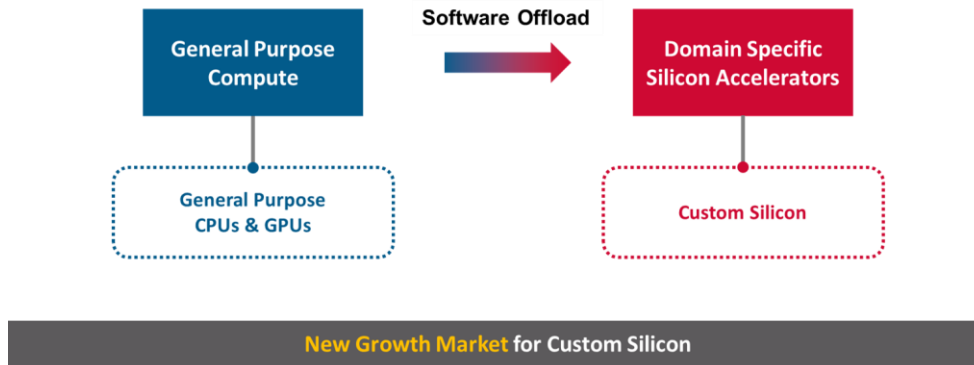 Software Offload
General Purpose
Compute
Domain Specific
Silicon Accelerators
General Purpose
CPUs & GPUs
Custom Silicon
New Growth Market for Custom Silicon